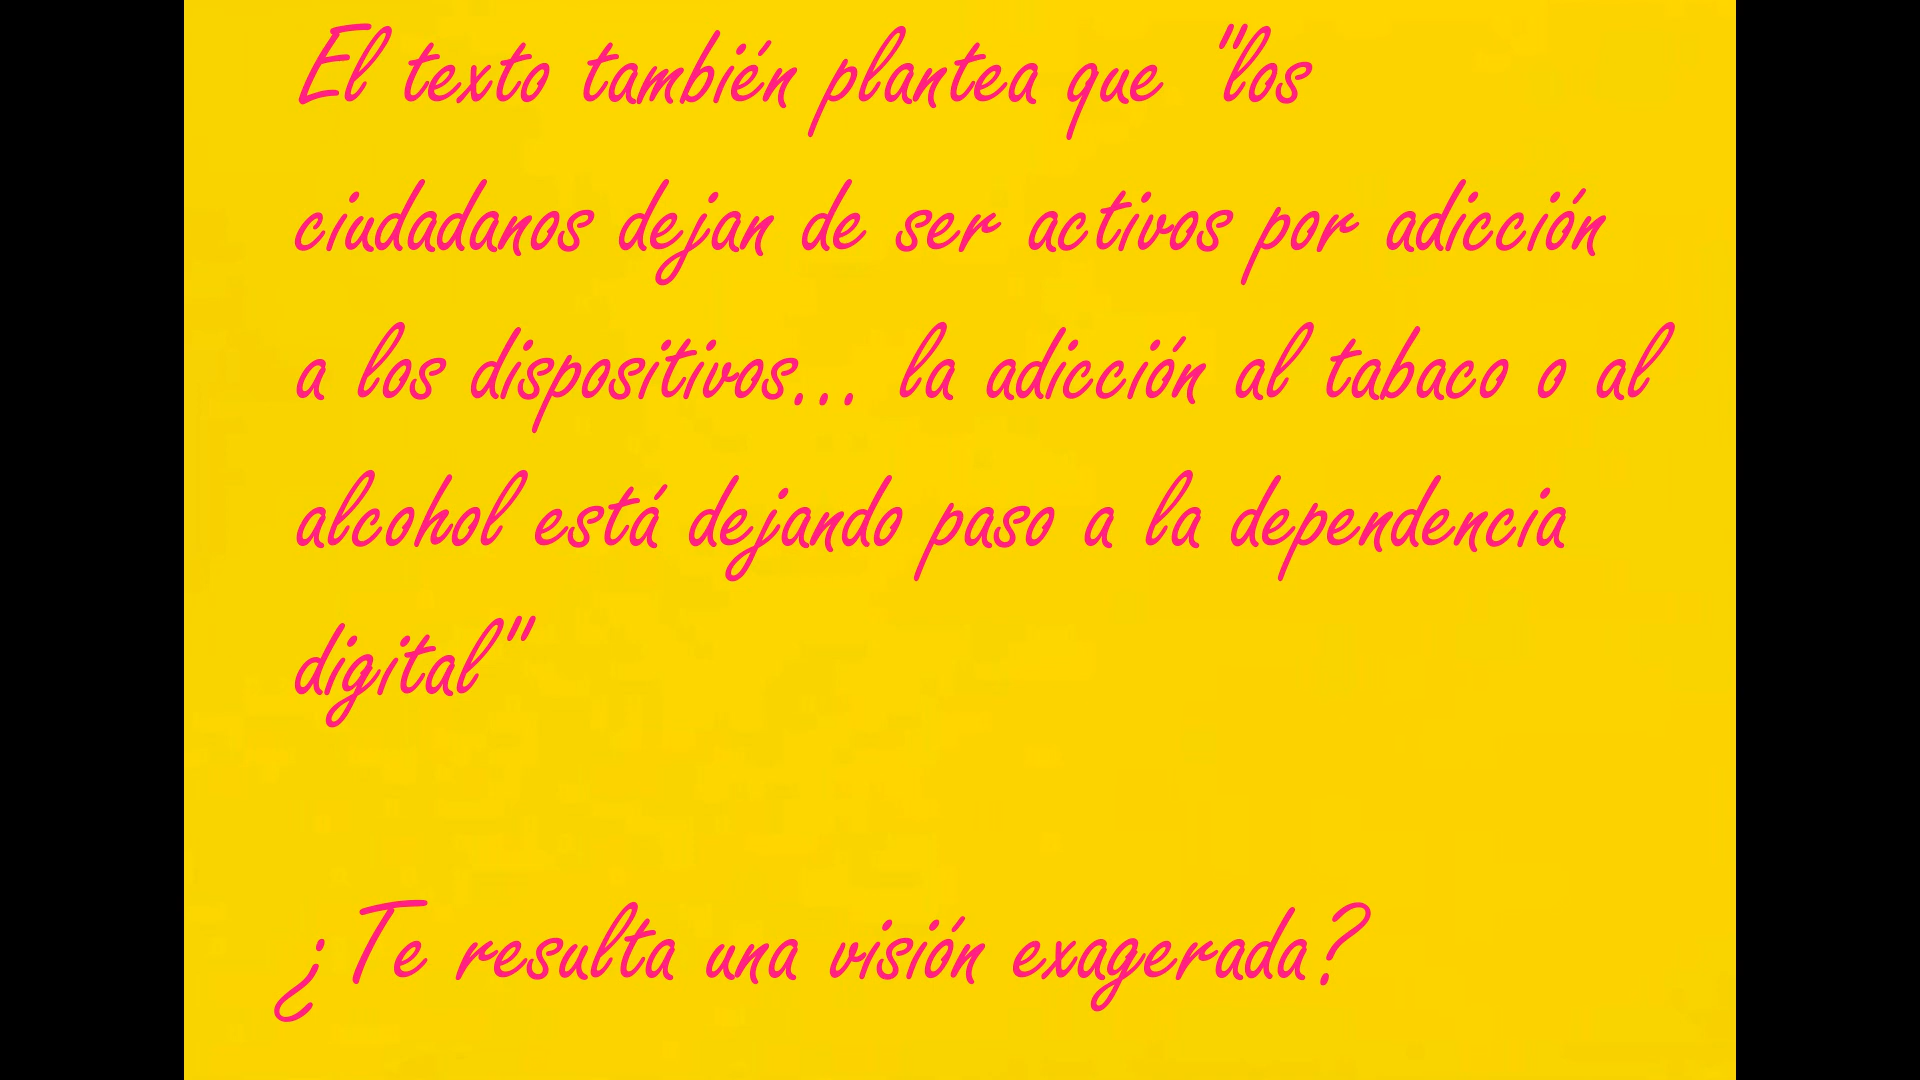 El texto también plantea que "los
ciudadanos dejan de ser activos por adicción
a los dispositivos... la adicción al tabaco o al
alcohol está dejando paso a la dependencia
digital"
¿Te resulta una visión exagerada?